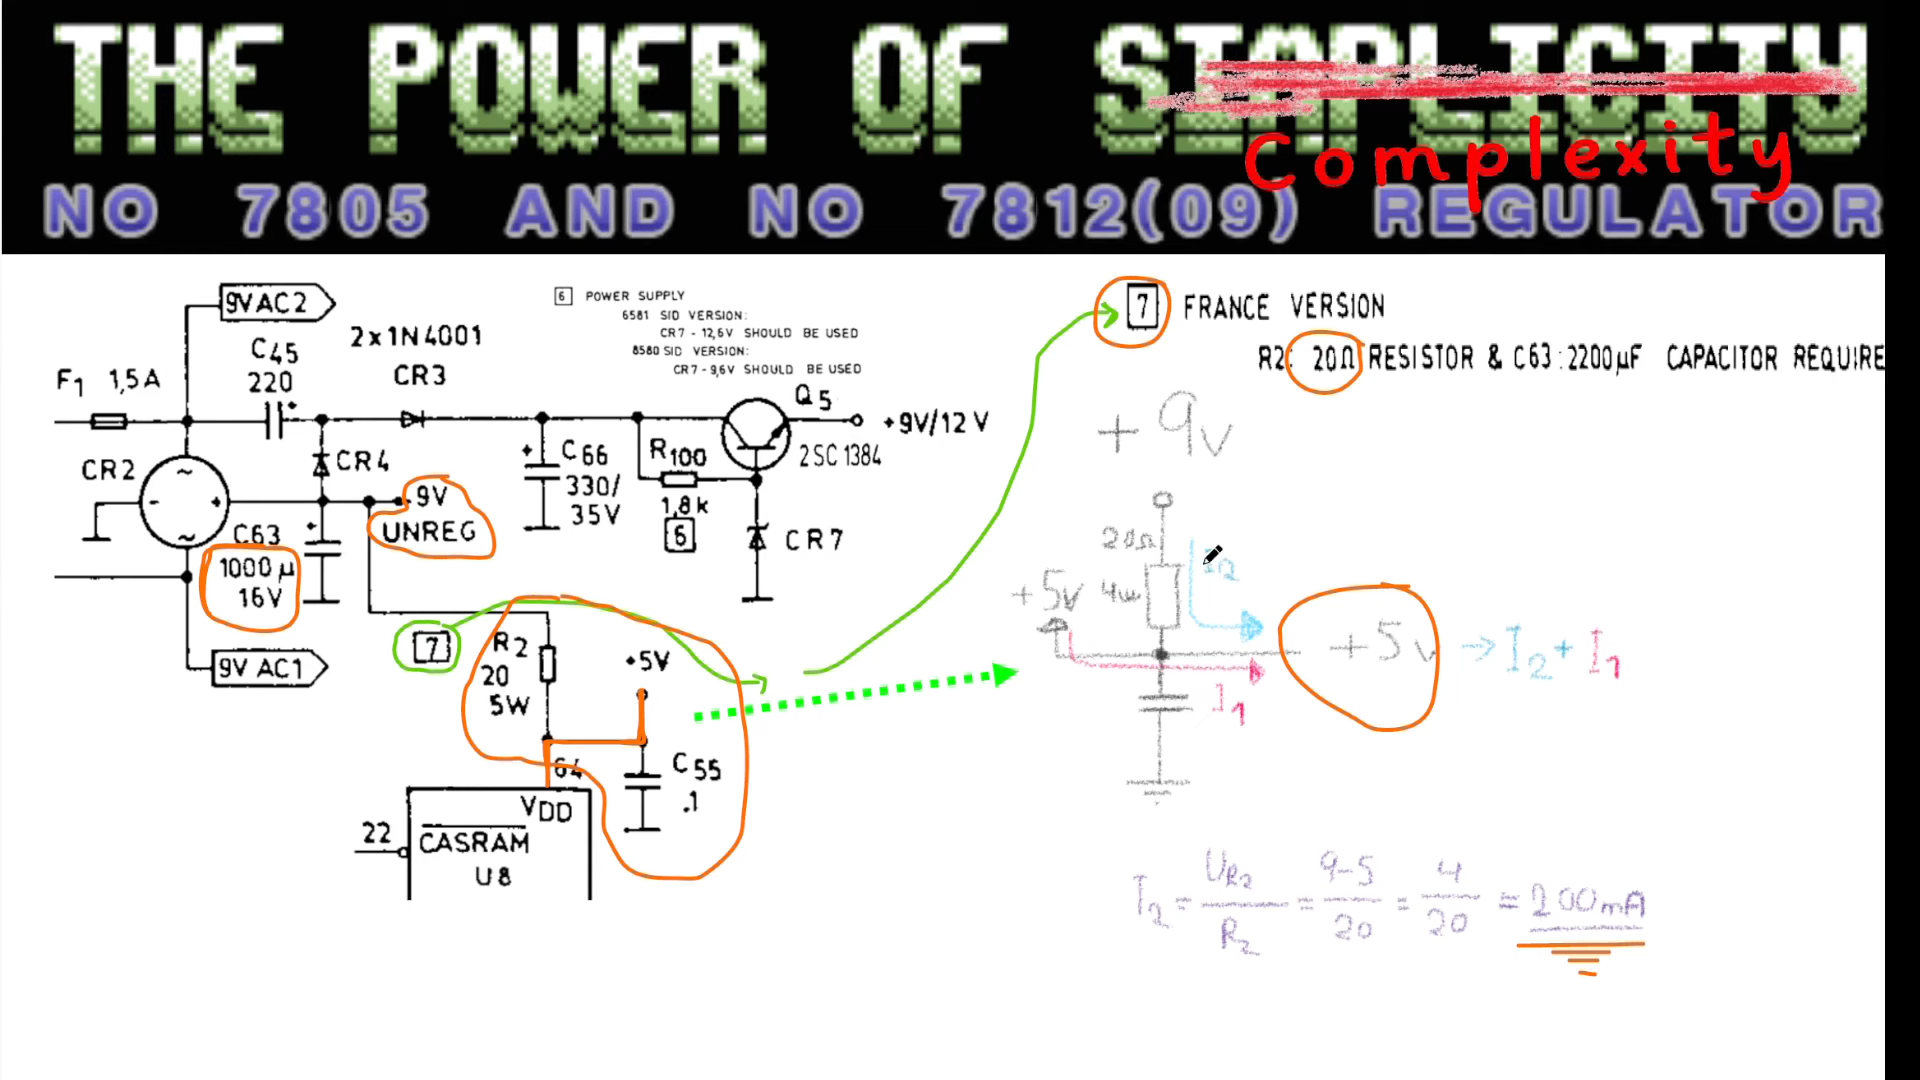 THE POWER OF SIMPLICITY
Complexity
NO 7805 AND NO 7812(09) REGULATOR
9V AC2
F1 1,5A
C45
220
2x1N4001
CR3
6 POWER SUPPLY
6581 SID VERSION:
CR7 - 12,6V SHOULD BE USED
8580 SID VERSION:
CR7 - 9,6V SHOULD BE USED
Q5
+9V/12V
2SC1384
CR2
CR4
+
-
~
~
+9V
UNREG
C63
1000µ
16V
C66
330/
35V
R100
1,8k
6
CR7
9V AC1
7
R2
20
5W
+5V
64
C55
.1
VDD
22
CASRAM
U8
7 FRANCE VERSION
R2: 20Ω RESISTOR & C63:2200µF CAPACITOR REQUIRE
+9V
20Ω
4W
+5V
I2
I1
+5V → I2 + I1
I2 = UR2/R2 = 9-5/20 = 4/20 = 200mA